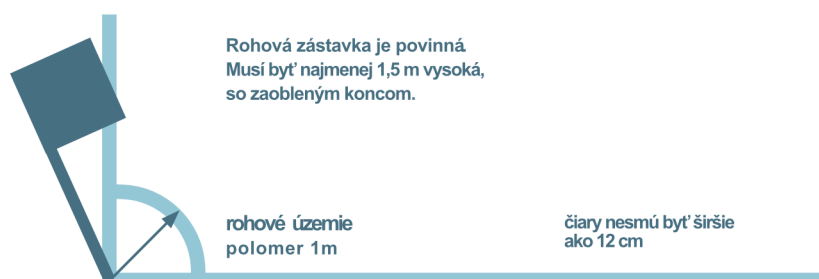 Rohová zástavka je povinná.
Musí byť najmenej 1,5 m vysoká,
so zaobleným koncom.
rohové územie
polomer 1m
čiary nesmú byť širšie
ako 12 cm